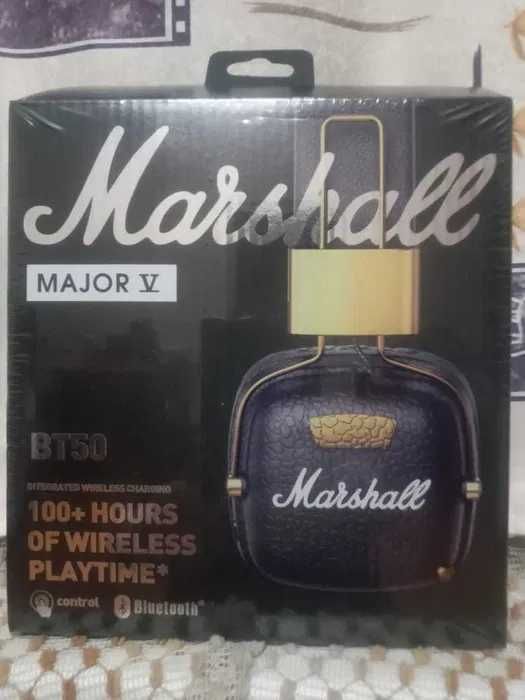 Marshall
MAJOR V
BT50
INTEGRATED WIRELESS CHARGING
100+ HOURS
OF WIRELESS
PLAYTIME*
control
Bluetooth®
Marshall